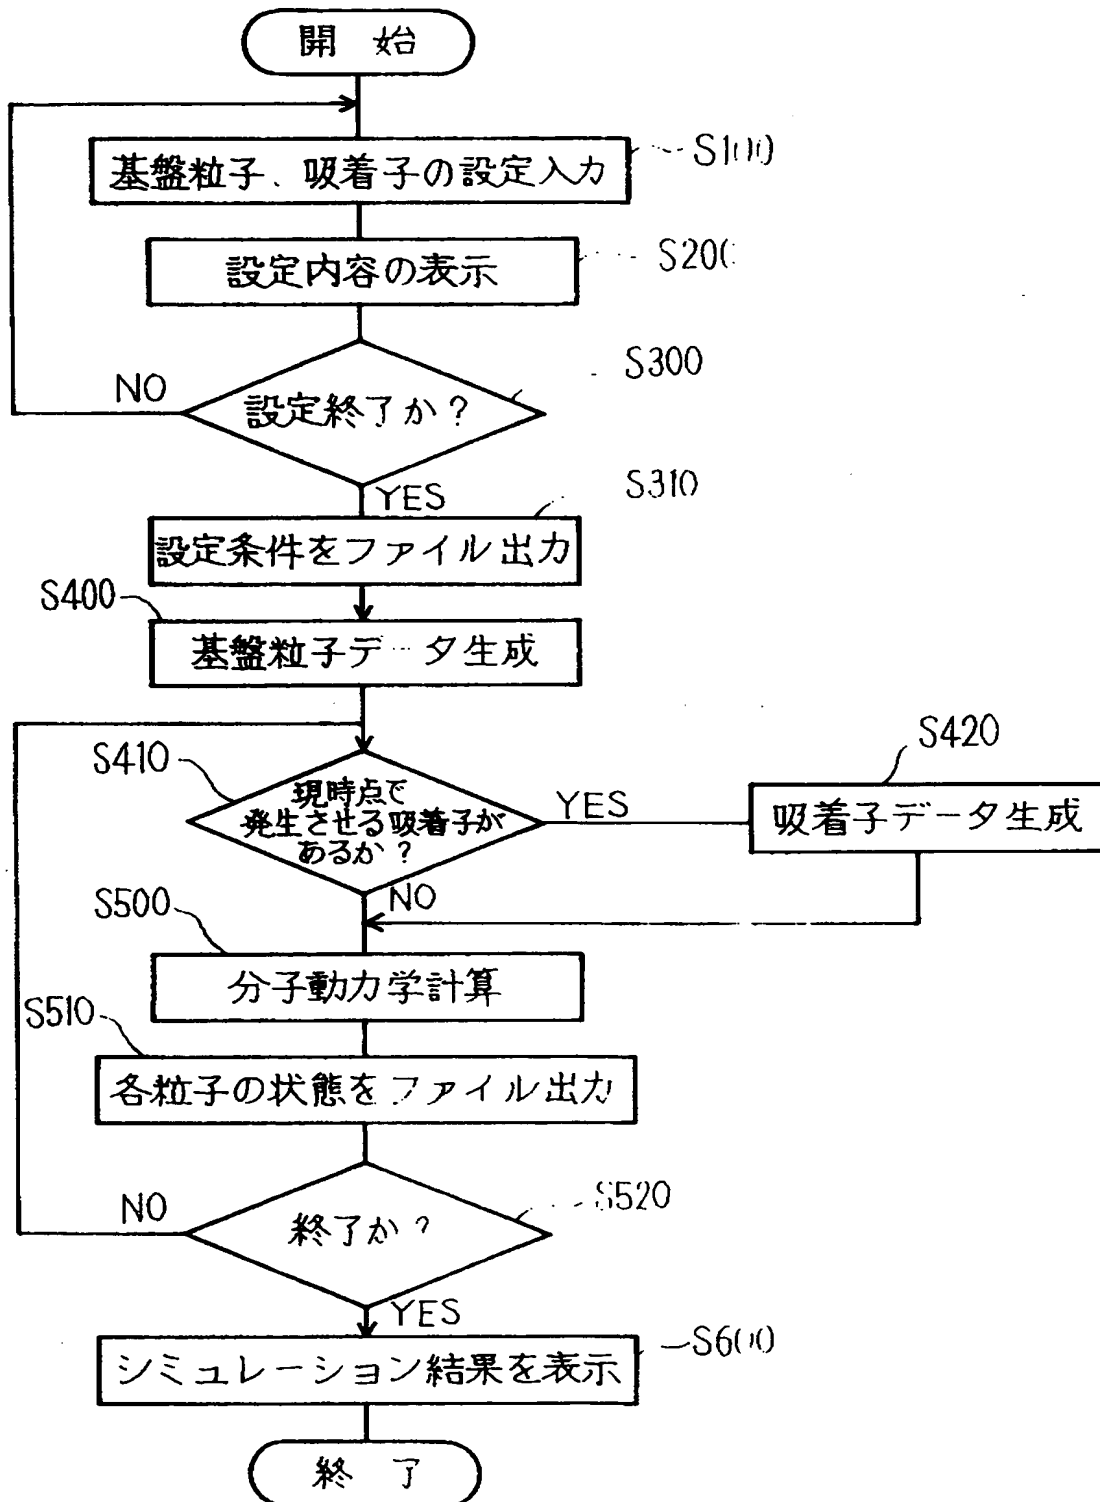 開 始
基盤粒子、吸着子の設定入力
S100
設定内容の表示
S200
設定終了か?
S300
NO
YES
設定条件をファイル出力
S310
S400
基盤粒子データ生成
S410
現時点で
発生させる吸着子が
あるか?
YES
S420
吸着子データ生成
NO
S500
分子動力学計算
S510
各粒子の状態をファイル出力
NO
終了か?
S520
YES
シミュレーション結果を表示
S600
終 了